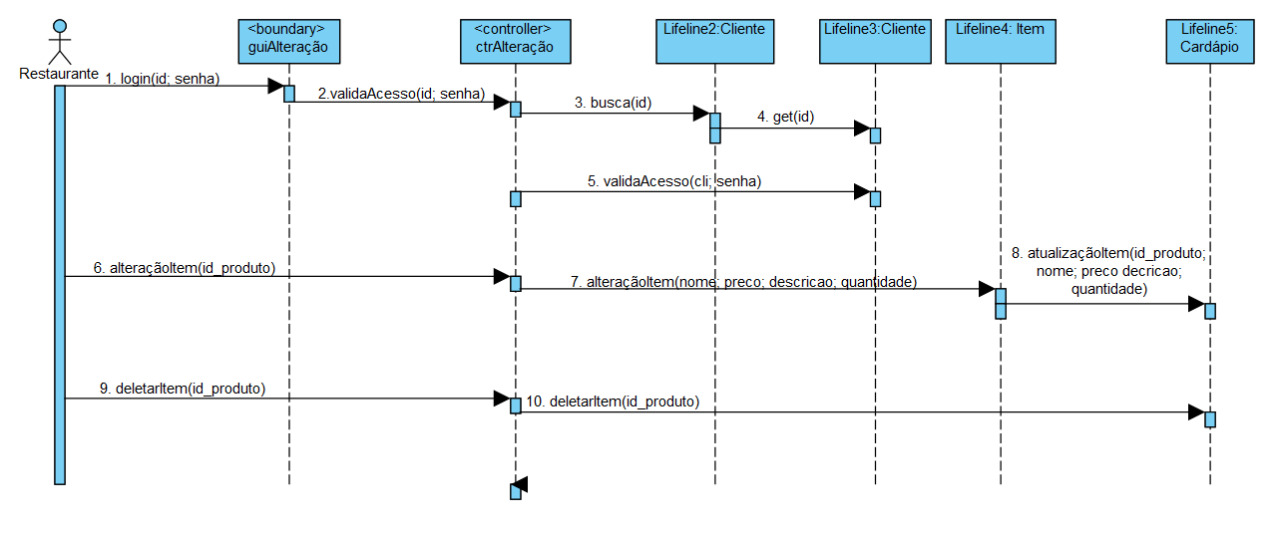 <boundary>
guiAlteração
<controller>
ctrAlteração
Lifeline2:Cliente
Lifeline3:Cliente
Lifeline4: Item
Lifeline5:
Cardápio
Restaurante
1. login(id; senha)
2.validaAcesso(id; senha)
3. busca(id)
4. get(id)
5. validaAcesso(cli; senha)
6. alteraçãoItem(id_produto)
7. alteraçãoItem(nome; preco; descricao; quantidade)
8. atualizaçãoItem(id_produto;
nome; preco decricao;
quantidade)
9. deletarItem(id_produto)
10. deletarItem(id_produto)